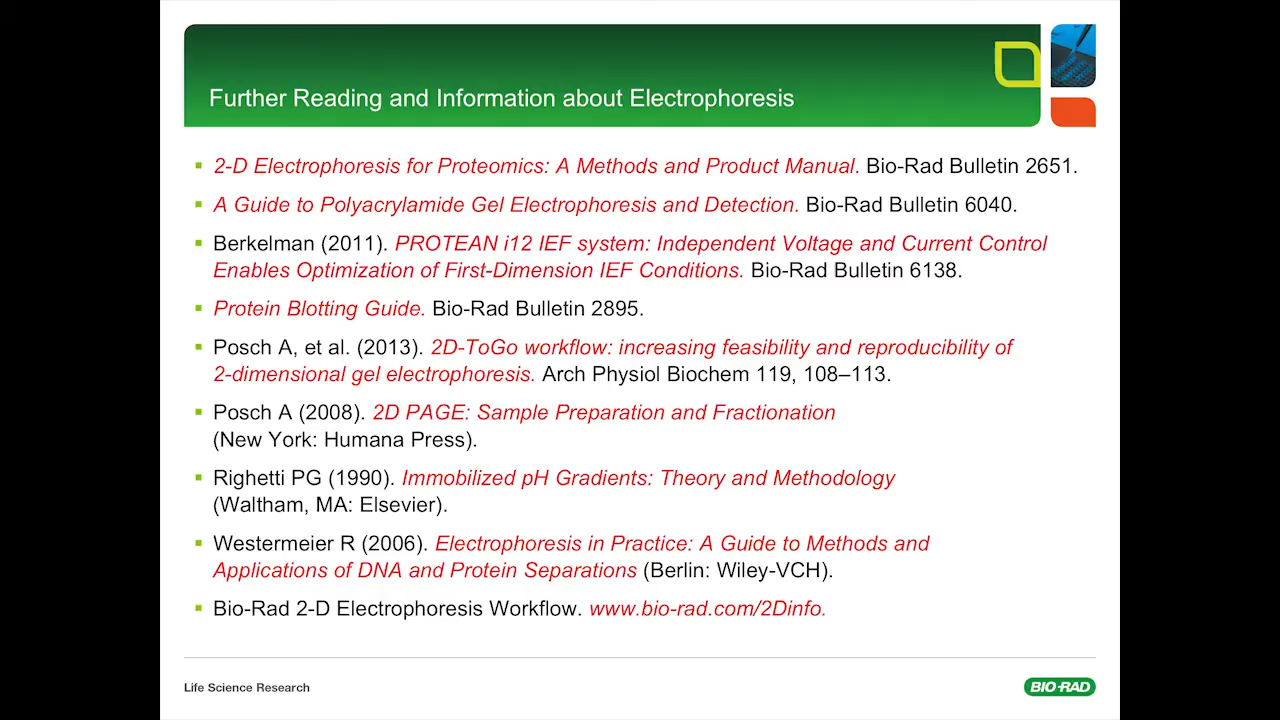 Further Reading and Information about Electrophoresis
2-D Electrophoresis for Proteomics: A Methods and Product Manual. Bio-Rad Bulletin 2651.
A Guide to Polyacrylamide Gel Electrophoresis and Detection. Bio-Rad Bulletin 6040.
Berkelman (2011). PROTEAN i12 IEF system: Independent Voltage and Current Control
Enables Optimization of First-Dimension IEF Conditions. Bio-Rad Bulletin 6138.
Protein Blotting Guide. Bio-Rad Bulletin 2895.
Posch A, et al. (2013). 2D-ToGo workflow: increasing feasibility and reproducibility of
2-dimensional gel electrophoresis. Arch Physiol Biochem 119, 108–113.
Posch A (2008). 2D PAGE: Sample Preparation and Fractionation
(New York: Humana Press).
Righetti PG (1990). Immobilized pH Gradients: Theory and Methodology
(Waltham, MA: Elsevier).
Westermeier R (2006). Electrophoresis in Practice: A Guide to Methods and
Applications of DNA and Protein Separations (Berlin: Wiley-VCH).
Bio-Rad 2-D Electrophoresis Workflow. www.bio-rad.com/2Dinfo.
Life Science Research
BIO-RAD